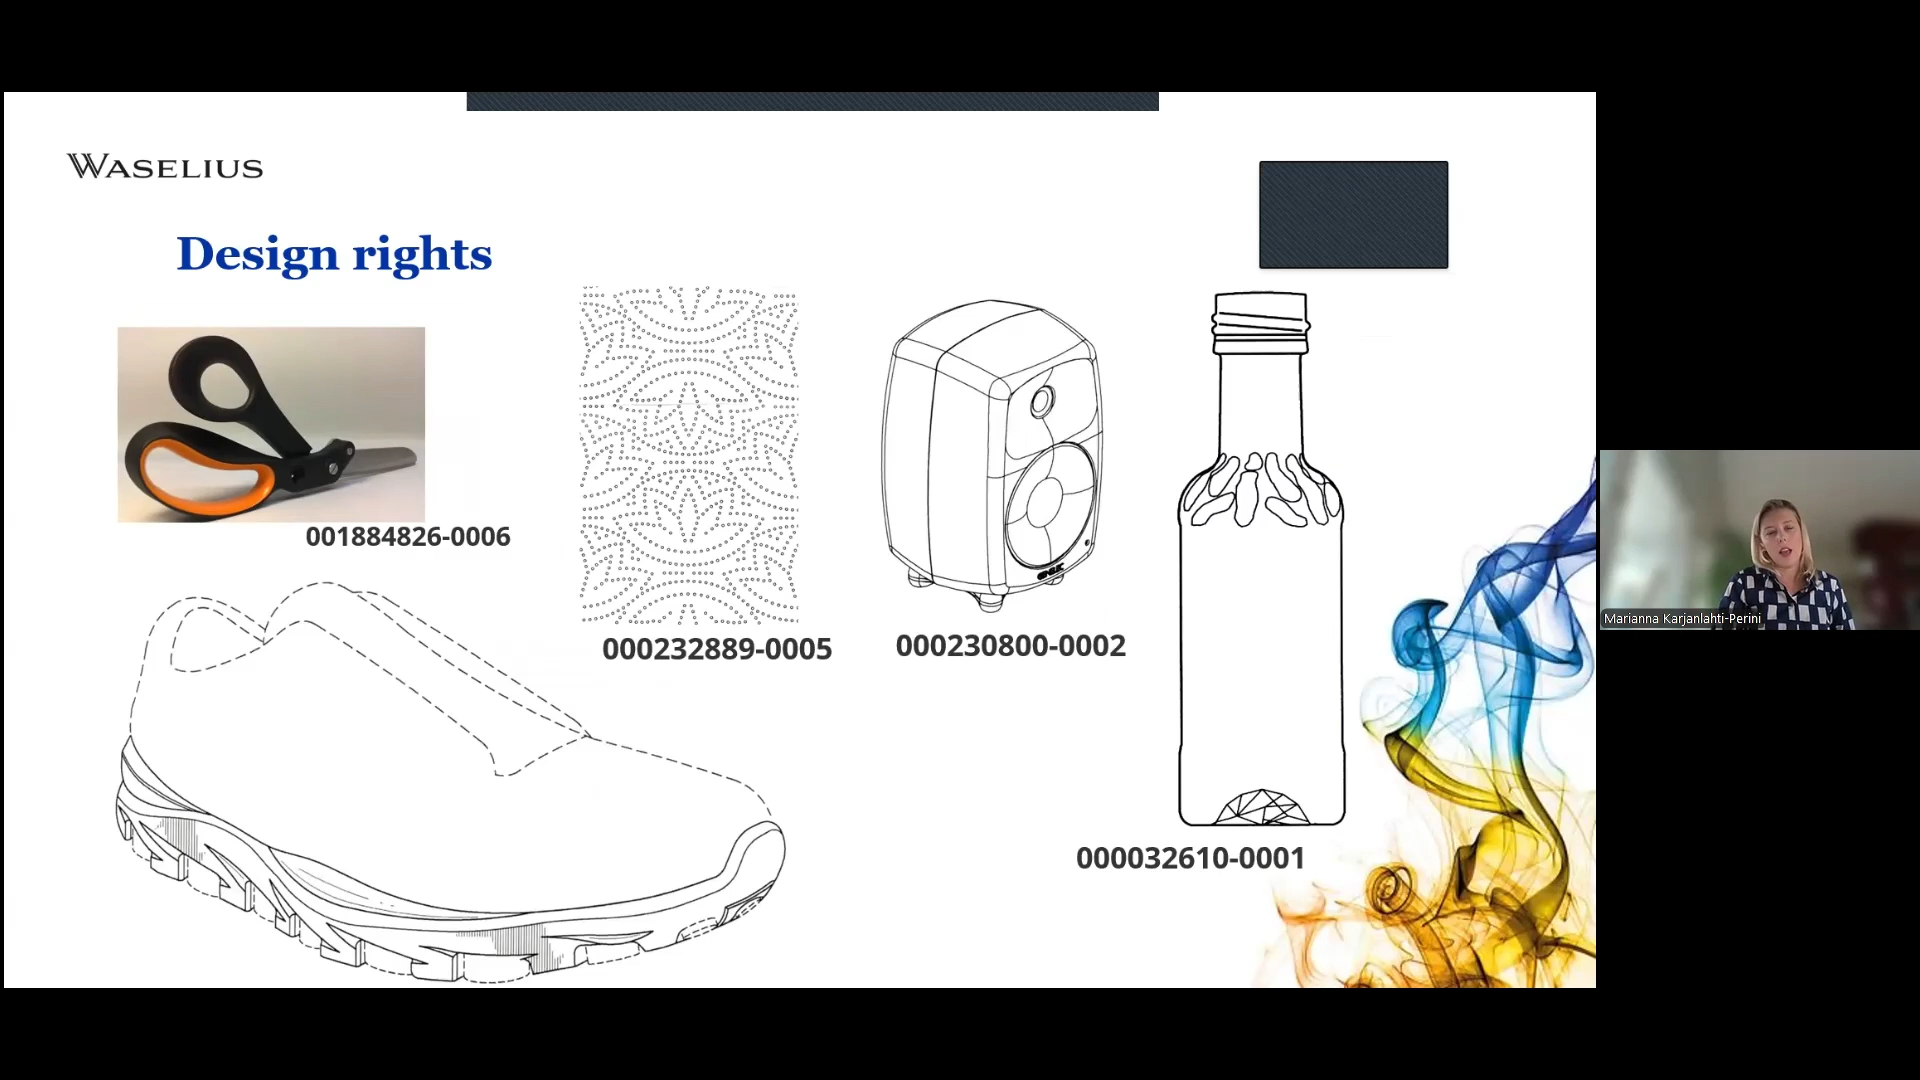 WASELIUS
Design rights
001884826-0006
000232889-0005
000230800-0002
000032610-0001
Marianna Karjanlahti-Perini